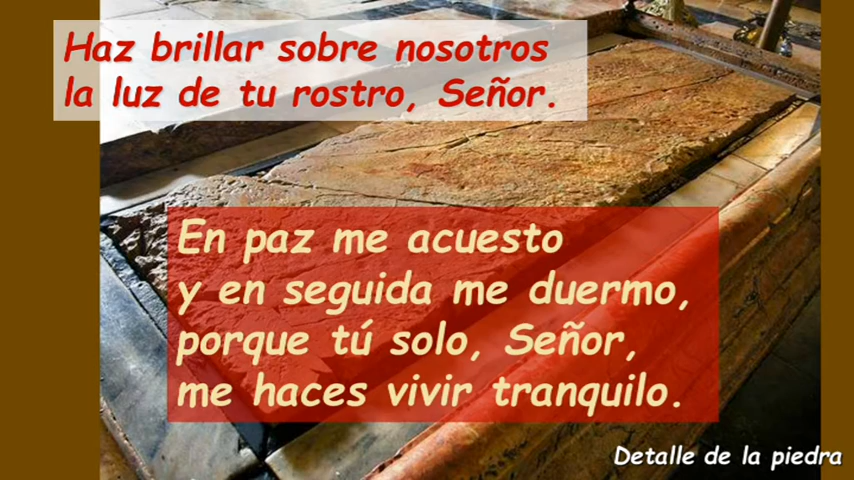 Haz brillar sobre nosotros
la luz de tu rostro, Señor.
En paz me acuesto
y en seguida me duermo,
porque tú solo, Señor,
me haces vivir tranquilo.
Detalle de la piedra